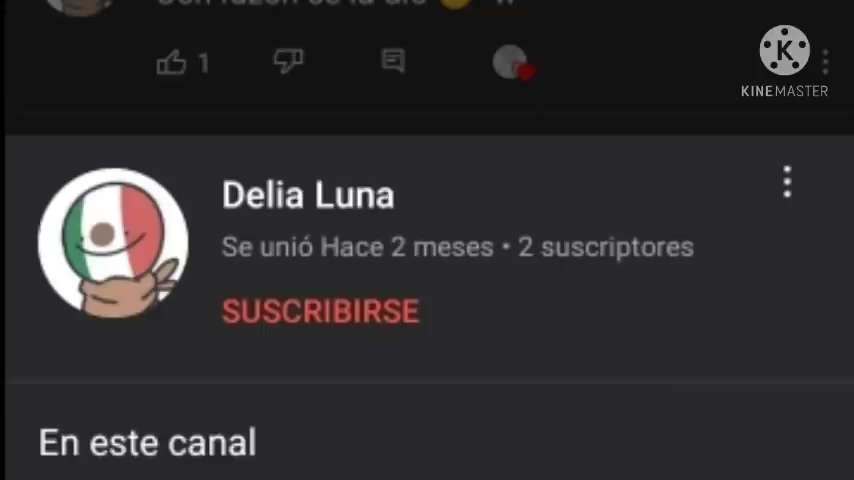 1
KINEMASTER
Delia Luna
Se unió Hace 2 meses • 2 suscriptores
SUSCRIBIRSE
En este canal